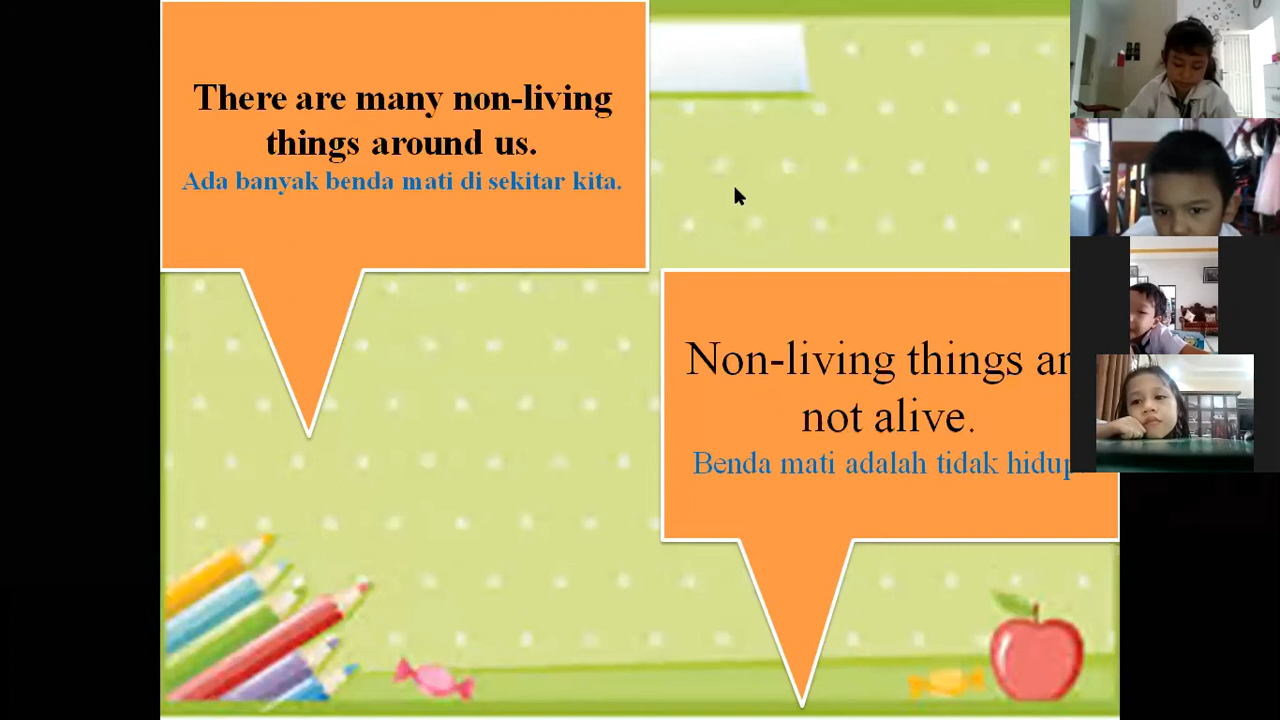 There are many non-living
things around us.
Ada banyak benda mati di sekitar kita.
Non-living things
not alive.
Benda mati adalah tidak hidup